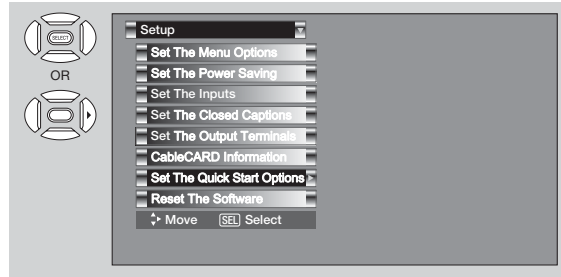 SELECT
OR
Setup
Set The Menu Options
Set The Power Saving
Set The Inputs
Set The Closed Captions
Set The Output Terminals
CableCARD Information
Set The Quick Start Options
Reset The Software
Move SEL Select